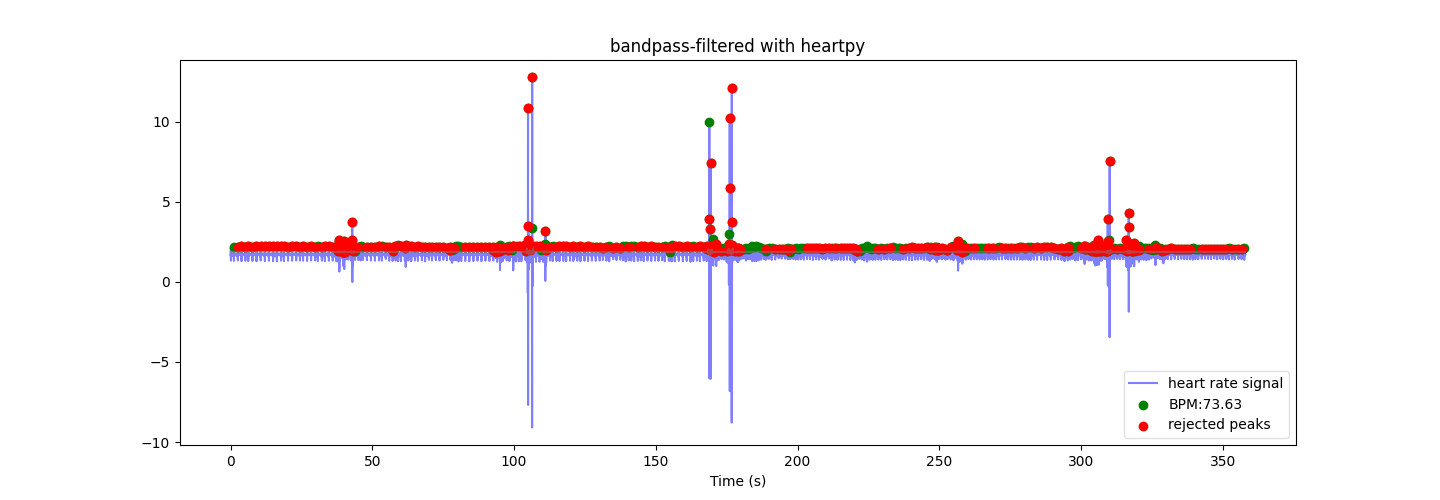 bandpass-filtered with heartpy
10
5
0
−5
−10
heart rate signal
BPM:73.63
rejected peaks
0 50 100 150 200 250 300 350
Time (s)